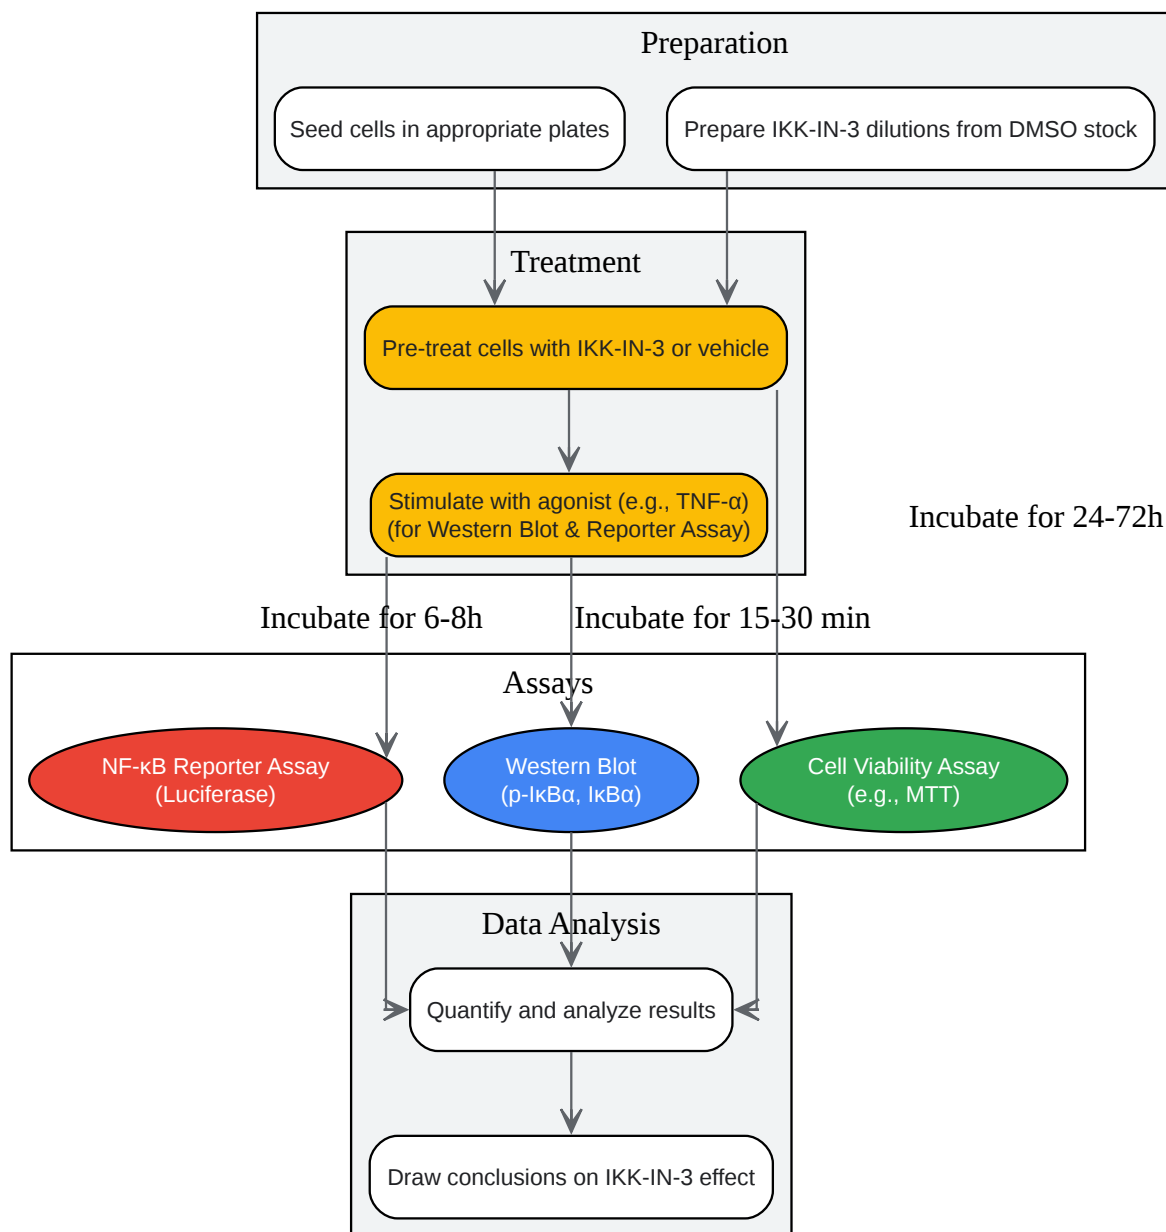 Preparation
Seed cells in appropriate plates
Prepare IKK-IN-3 dilutions from DMSO stock
Treatment
Pre-treat cells with IKK-IN-3 or vehicle
Stimulate with agonist (e.g., TNF-α)
(for Western Blot & Reporter Assay)
Incubate for 24-72h
Incubate for 6-8h
Incubate for 15-30 min
Assays
NF-κB Reporter Assay
(Luciferase)
Western Blot
(p-IκBα, IκBα)
Cell Viability Assay
(e.g., MTT)
Data Analysis
Quantify and analyze results
Draw conclusions on IKK-IN-3 effect